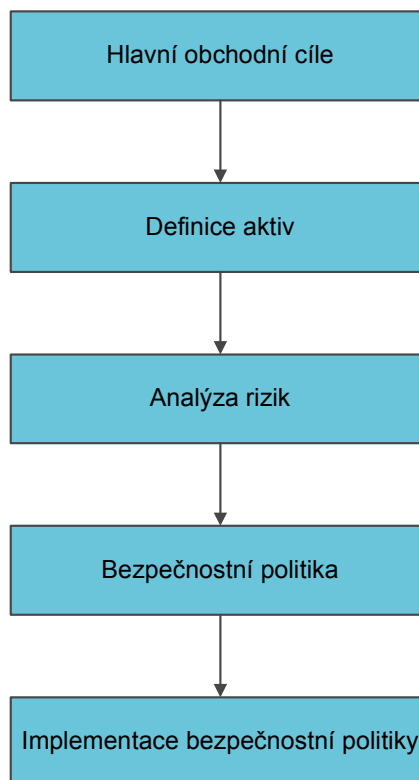 Hlavní obchodní cíle
Definice aktiv
Analýza rizik
Bezpečnostní politika
Implementace bezpečnostní politiky